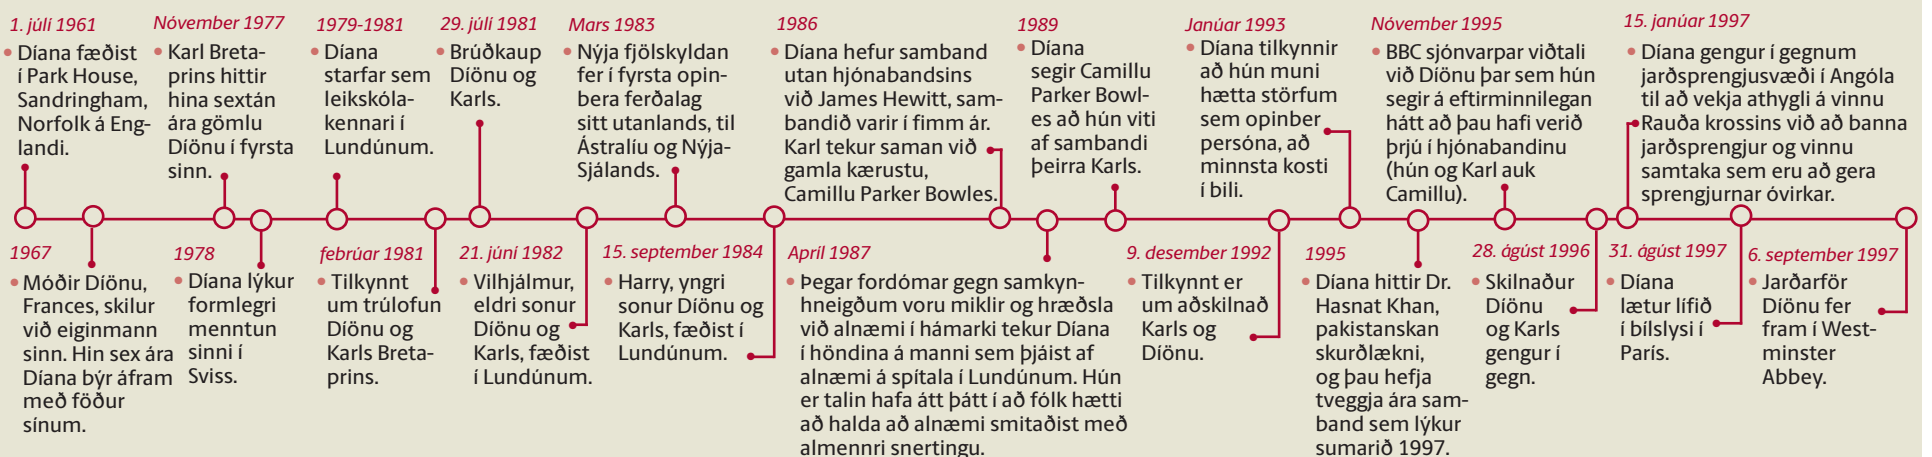 1. júlí 1961
• Díana fæðist
í Park House,
Sandringham,
Norfolk á Eng-
landi.
Nóvember 1977
• Karl Breta-
prins hittir
hina sextán
ára gömlu
Díönu í fyrsta
sinn.
1979-1981
• Díana
starfar sem
leikskóla-
kennari í
Lundúnum.
29. júlí 1981
• Brúðkaup
Díönu og
Karls.
Mars 1983
• Nýja fjölskyldan
fer í fyrsta opin-
bera ferðalag
sitt utanlands, til
Ástralíu og Nýja-
Sjálands.
1986
• Díana hefur samband
utan hjónabandsins
við James Hewitt, sam-
bandið varir í fimm ár.
Karl tekur saman við
gamla kærustu,
Camillu Parker Bowles.
1989
• Díana
segir Camillu
Parker Bowl-
es að hún viti
af sambandi
þeirra Karls.
Janúar 1993
• Díana tilkynnir
að hún muni
hætta störfum
sem opinber
persóna, að
minnsta kosti
í bili.
Nóvember 1995
• BBC sjónvarpar viðtali
við Díönu þar sem hún
segir á eftirminnilegan
hátt að þau hafi verið
þrjú í hjónabandinu
(hún og Karl auk
Camillu).
15. janúar 1997
• Díana gengur í gegnum
jarðsprengjusvæði í Angóla
til að vekja athygli á vinnu
Rauða krossins við að banna
jarðsprengjur og vinnu
samtaka sem eru að gera
sprengjurnar óvirkar.
1967
• Móðir Díönu,
Frances, skilur
við eiginmann
sinn. Hin sex ára
Díana býr áfram
með föður
sínum.
1978
• Díana lýkur
formlegri
menntun
sinni í
Sviss.
febrúar 1981
• Tilkynnt
um trúlofun
Díönu og
Karls Breta-
prins.
21. júní 1982
• Vilhjálmur,
eldri sonur
Díönu og
Karls, fæðist
í Lundúnum.
15. september 1984
• Harry, yngri
sonur Díönu og
Karls, fæðist í
Lundúnum.
Apríl 1987
• Þegar fordómar gegn samkyn-
hneigðum voru miklir og hræðsla
við alnæmi í hámarki tekur Díana
í höndina á manni sem þjáist af
alnæmi á spítala í Lundúnum. Hún
er talin hafa átt þátt í að fólk hætti
að halda að alnæmi smitaðist með
almennri snertingu.
9. desember 1992
• Tilkynnt er
um aðskilnað
Karls og
Díönu.
1995
• Díana hittir Dr.
Hasnat Khan,
pakistanskan
skurðlækni,
og þau hefja
tveggja ára sam-
band sem lýkur
sumarið 1997.
28. ágúst 1996
• Skilnaður
Díönu
og Karls
gengur í
gegn.
31. ágúst 1997
• Díana
lætur lífið
í bílslysi í
París.
6. september 1997
• Jarðarför
Díönu fer
fram í West-
minster
Abbey.